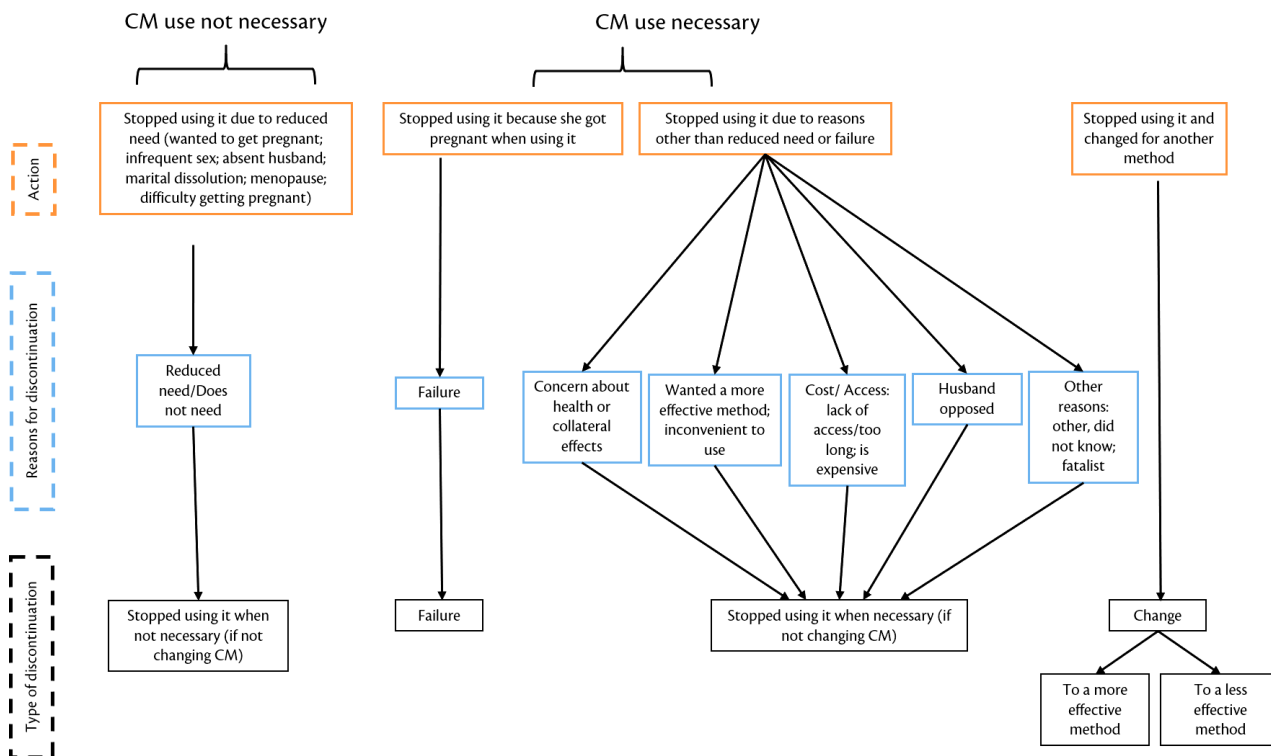 CM use not necessary
CM use necessary
Action
Stopped using it due to reduced
need (wanted to get pregnant;
infrequent sex; absent husband;
marital dissolution; menopause;
difficulty getting pregnant)
Stopped using it because she got
pregnant when using it
Stopped using it due to reasons
other than reduced need or failure
Stopped using it and
changed for another
method
Reasons for discontinuation
Reduced
need/Does
not need
Failure
Concern about
health or
collateral
effects
Wanted a more
effective method;
inconvenient to
use
Cost/ Access:
lack of
access/too
long; is
expensive
Husband
opposed
Other
reasons:
other, did
not know;
fatalist
Type of discontinuation
Stopped using it when
not necessary (if not
changing CM)
Failure
Stopped using it when necessary (if
not changing CM)
Change
To a more
effective
method
To a less
effective
method